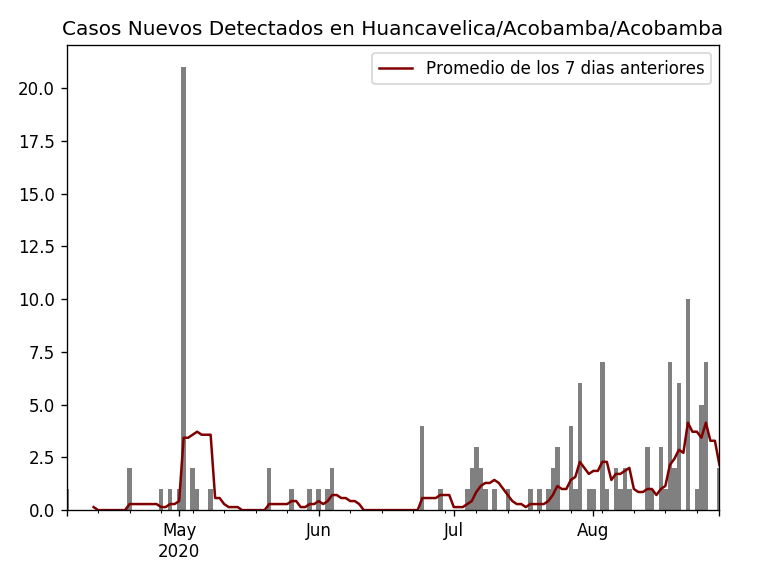 Casos Nuevos Detectados en Huancavelica/Acobamba/Acobamba
Promedio de los 7 dias anteriores
20.0
17.5
15.0
12.5
10.0
7.5
5.0
2.5
0.0
May
2020
Jun
Jul
Aug